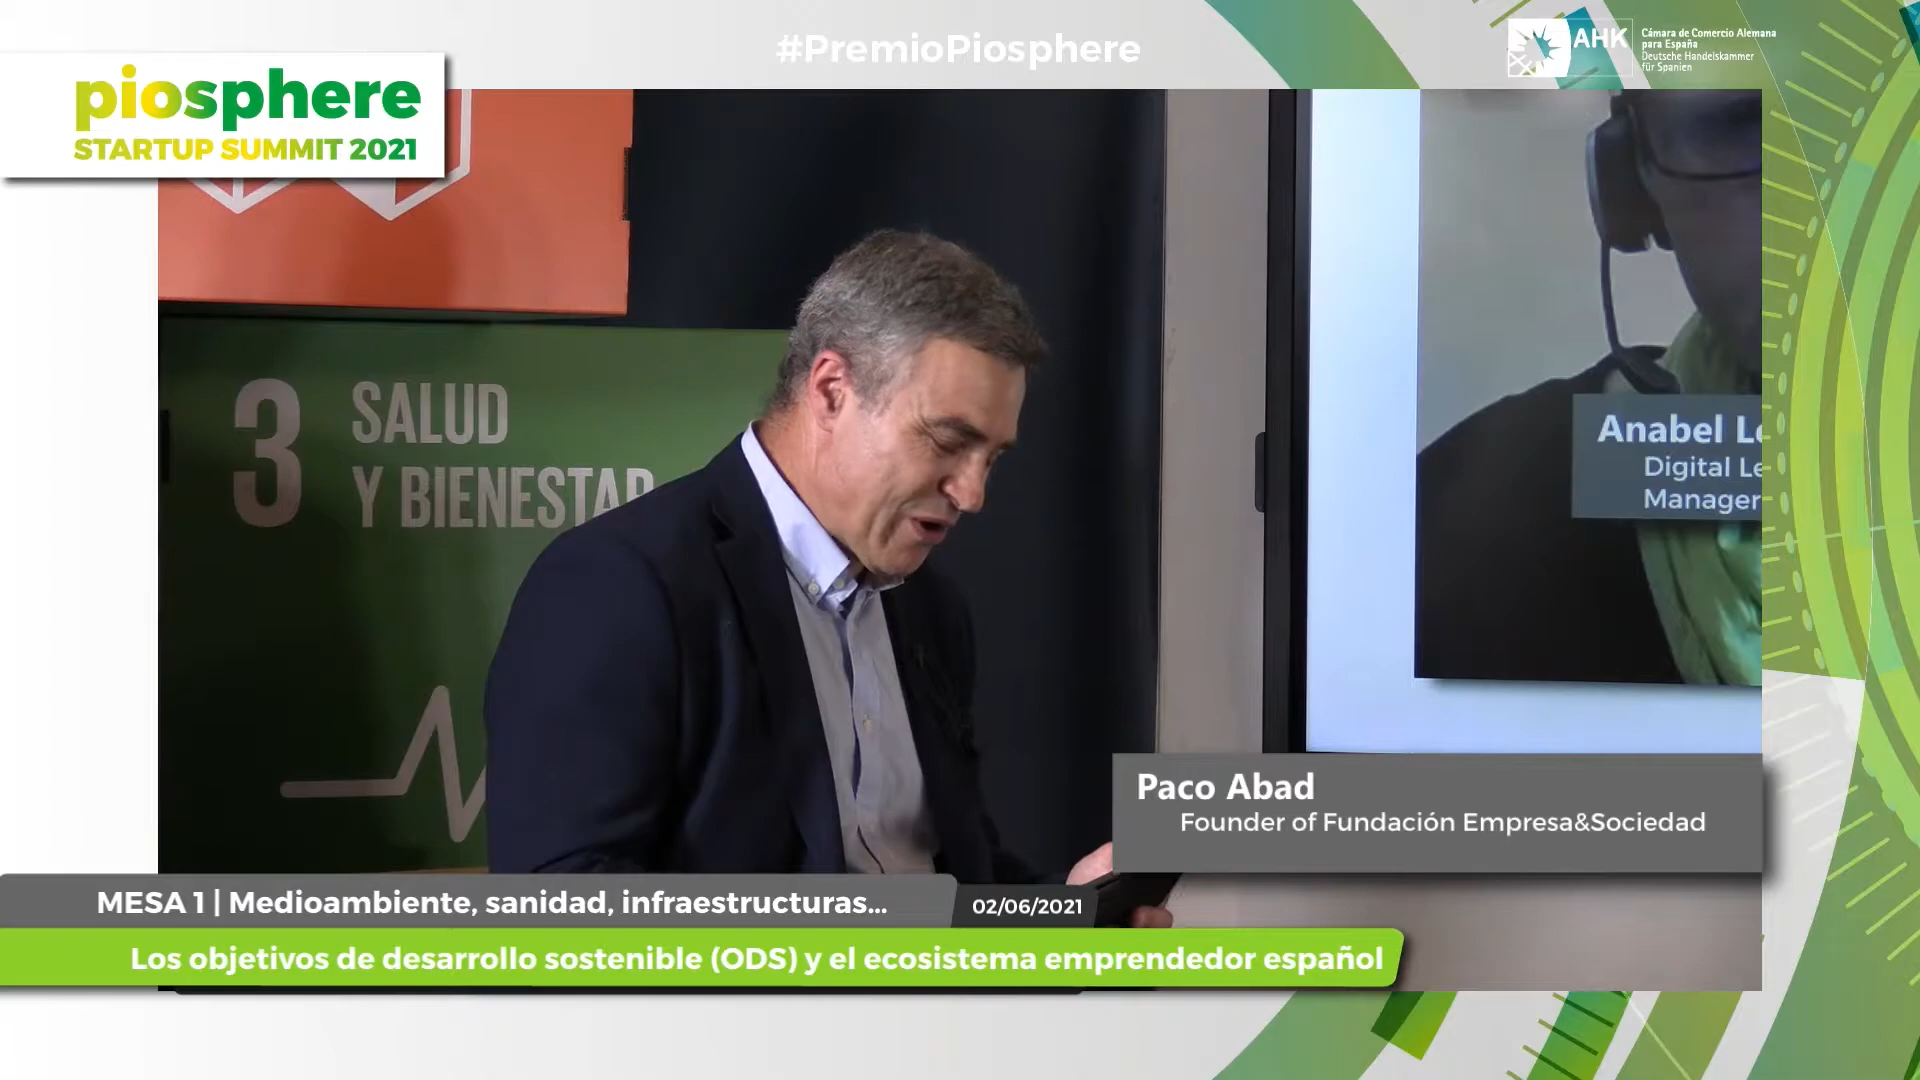 #PremioPiosphere
AHK
Cámara de Comercio Alemana
para España
Deutsche Handelskammer
für Spanien
piosphere
STARTUP SUMMIT 2021
3 SALUD
Y BIENESTAR
Anabel
Digital
Manager
Paco Abad
Founder of Fundación Empresa&Sociedad
MESA 1 | Medioambiente, sanidad, infraestructuras...
02/06/2021
Los objetivos de desarrollo sostenible (ODS) y el ecosistema emprendedor español